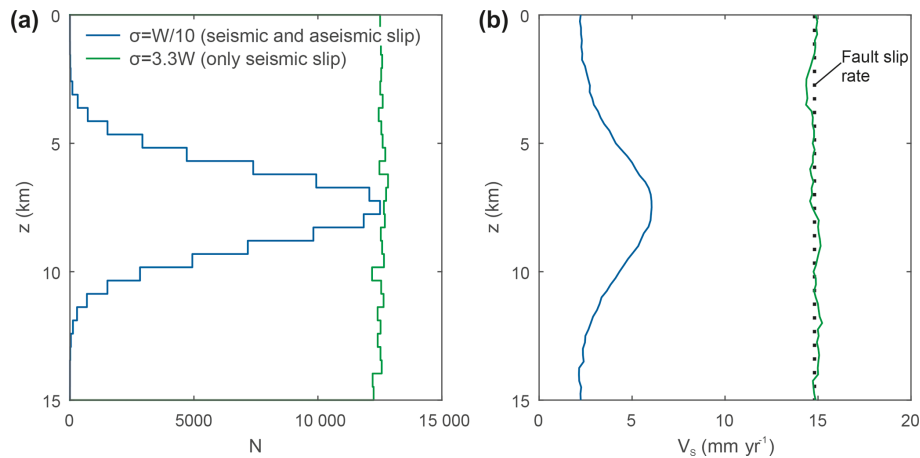 (a)
σ=W/10 (seismic and aseismic slip)
σ=3.3W (only seismic slip)
0
5
10
15
z (km)
0
5000
10 000
15 000
N
(b)
Fault slip
rate
0
5
10
15
z (km)
0
5
10
15
20
Vs (mm yr-1)